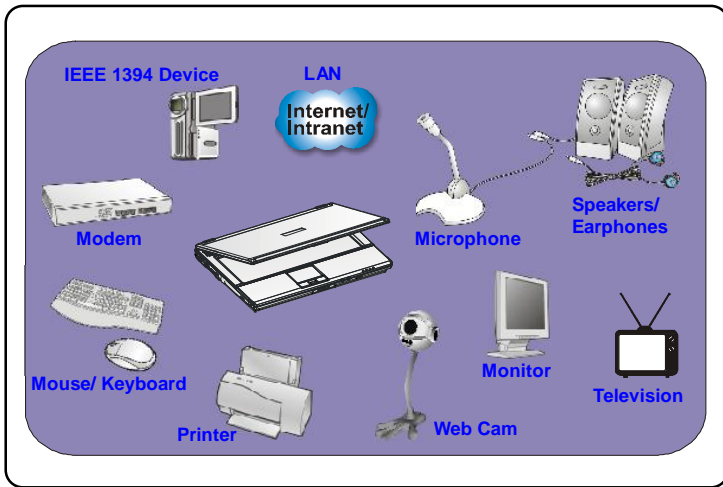 IEEE 1394 Device
LAN
Internet/
Intranet
Modem
Microphone
Speakers/
Earphones
Mouse/ Keyboard
Monitor
Television
Printer
Web Cam